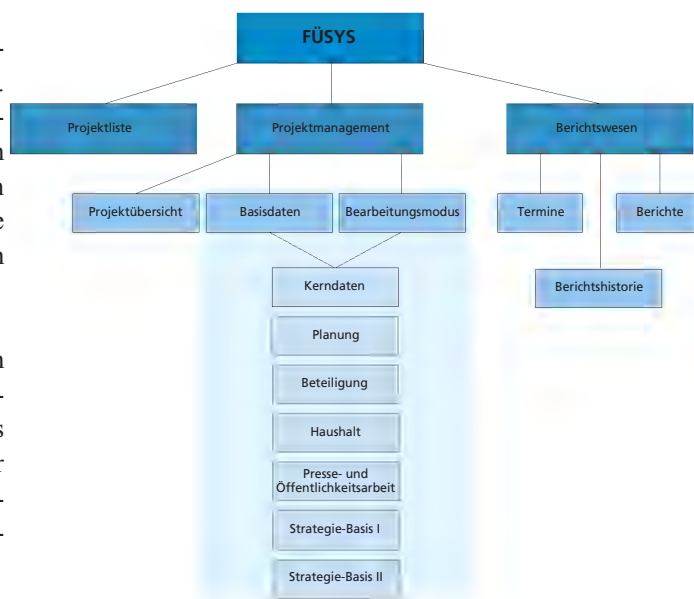 FÜSYS
Projektliste
Projektmanagement
Berichtswesen
Projektübersicht
Basisdaten
Bearbeitungsmodus
Termine
Berichte
Kerndaten
Berichtshistorie
Planung
Beteiligung
Haushalt
Presse- und
Öffentlichkeitsarbeit
Strategie-Basis I
Strategie-Basis II